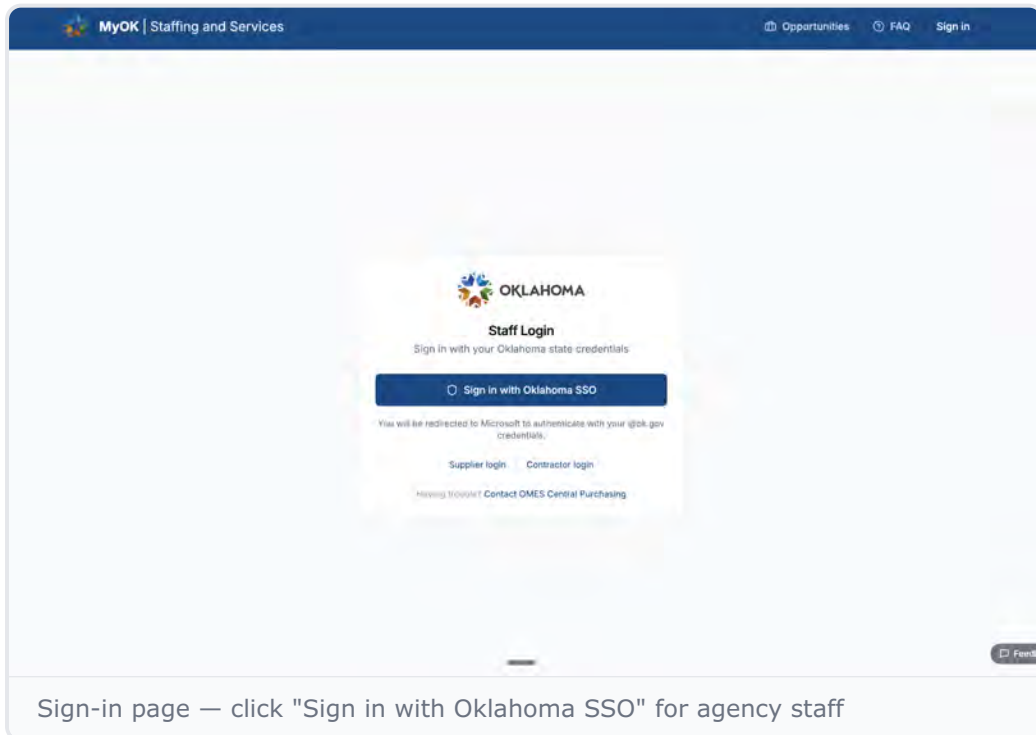 MyOK | Staffing and Services
Opportunities
FAQ
Sign in
OKLAHOMA
Staff Login
Sign in with your Oklahoma state credentials
Sign in with Oklahoma SSO
You will be redirected to Microsoft to authenticate with your @ok.gov
credentials.
Supplier login
Contractor login
Having trouble? Contact OMES Central Purchasing
Sign-in page — click "Sign in with Oklahoma SSO" for agency staff